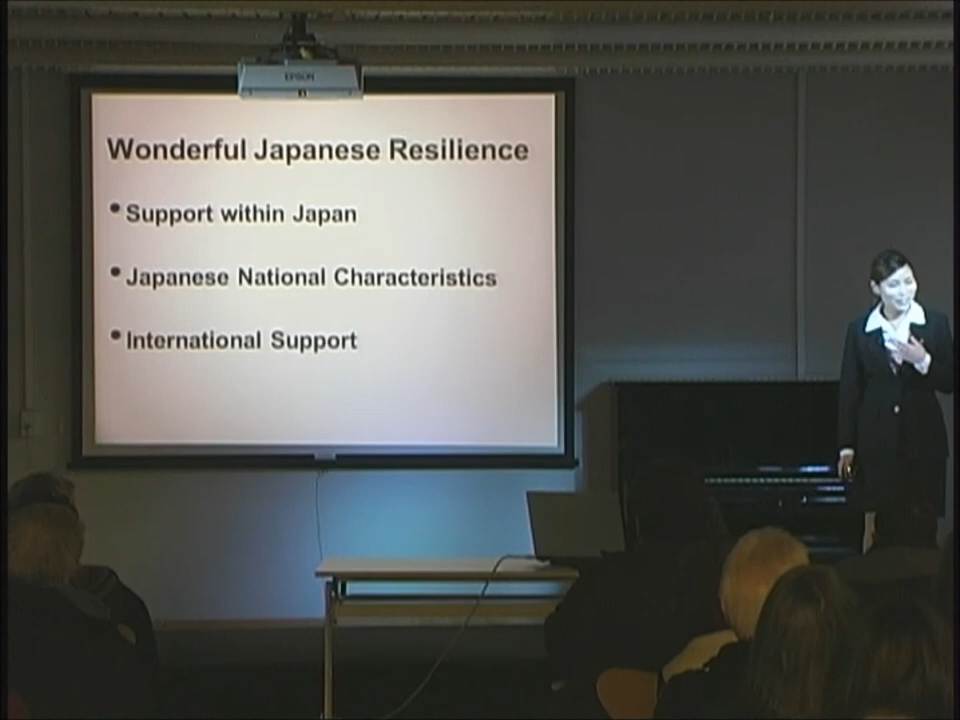 EPSON
Wonderful Japanese Resilience
• Support within Japan
• Japanese National Characteristics
• International Support